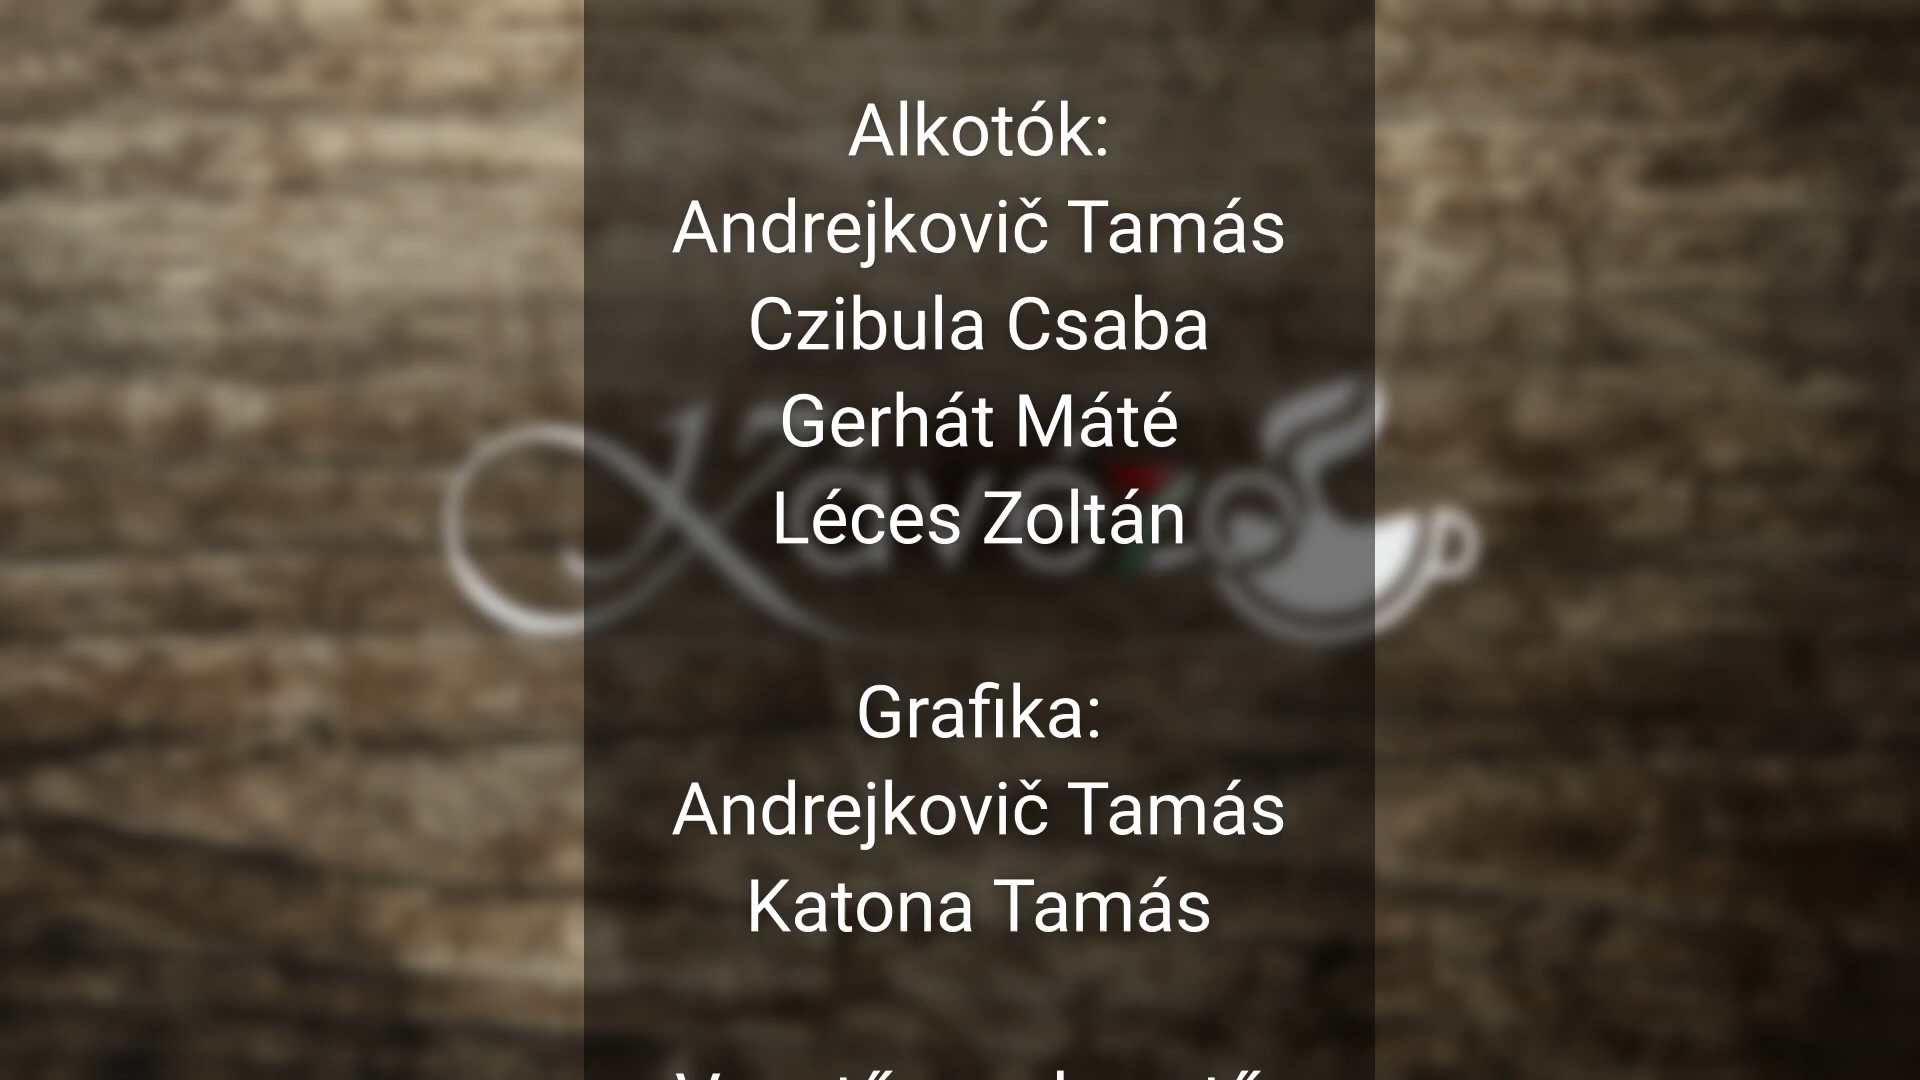 Alkotók:
Andrejkovič Tamás
Czibula Csaba
Gerhát Máté
Léces Zoltán
Grafika:
Andrejkovič Tamás
Katona Tamás